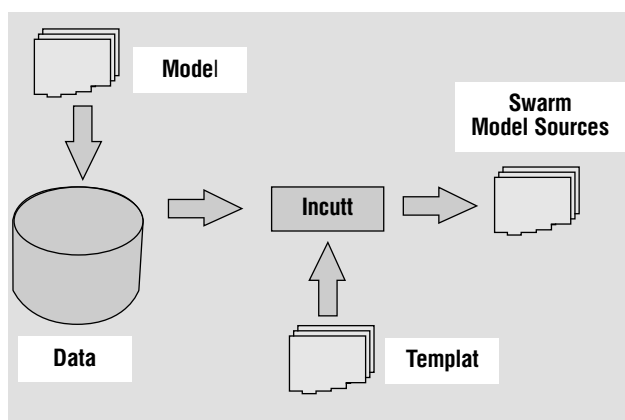 Model
Swarm
Model Sources
Incutt
Data
Templat